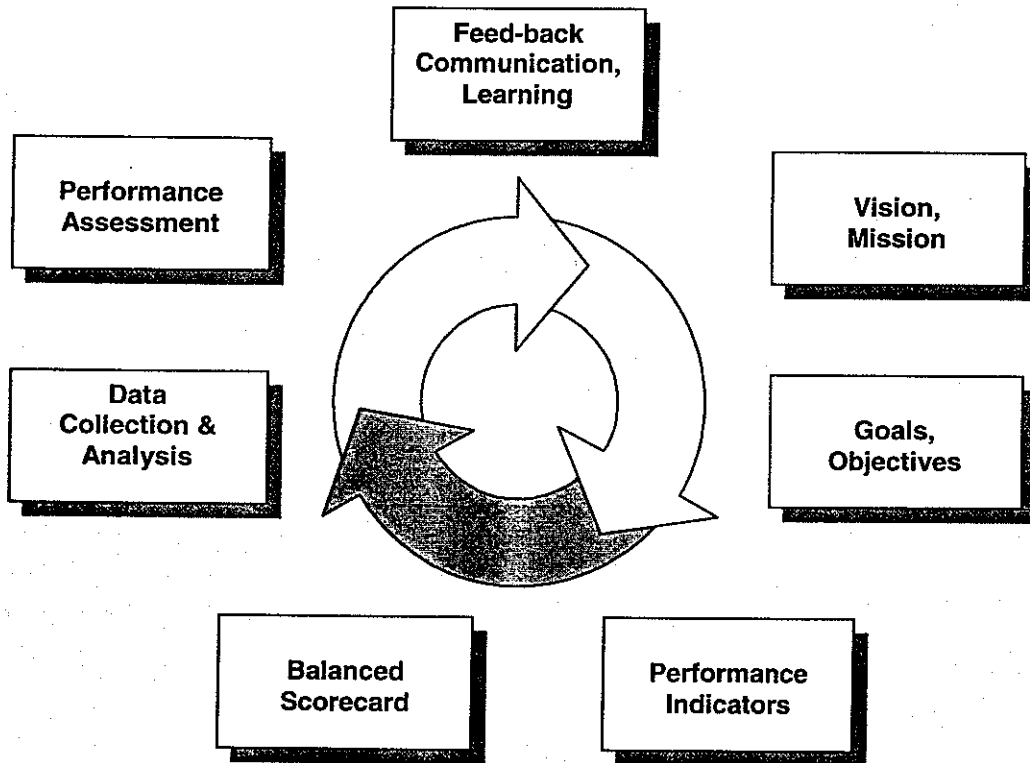 Feed-back
Communication,
Learning
Performance
Assessment
Vision,
Mission
Data
Collection &
Analysis
Goals,
Objectives
Balanced
Scorecard
Performance
Indicators